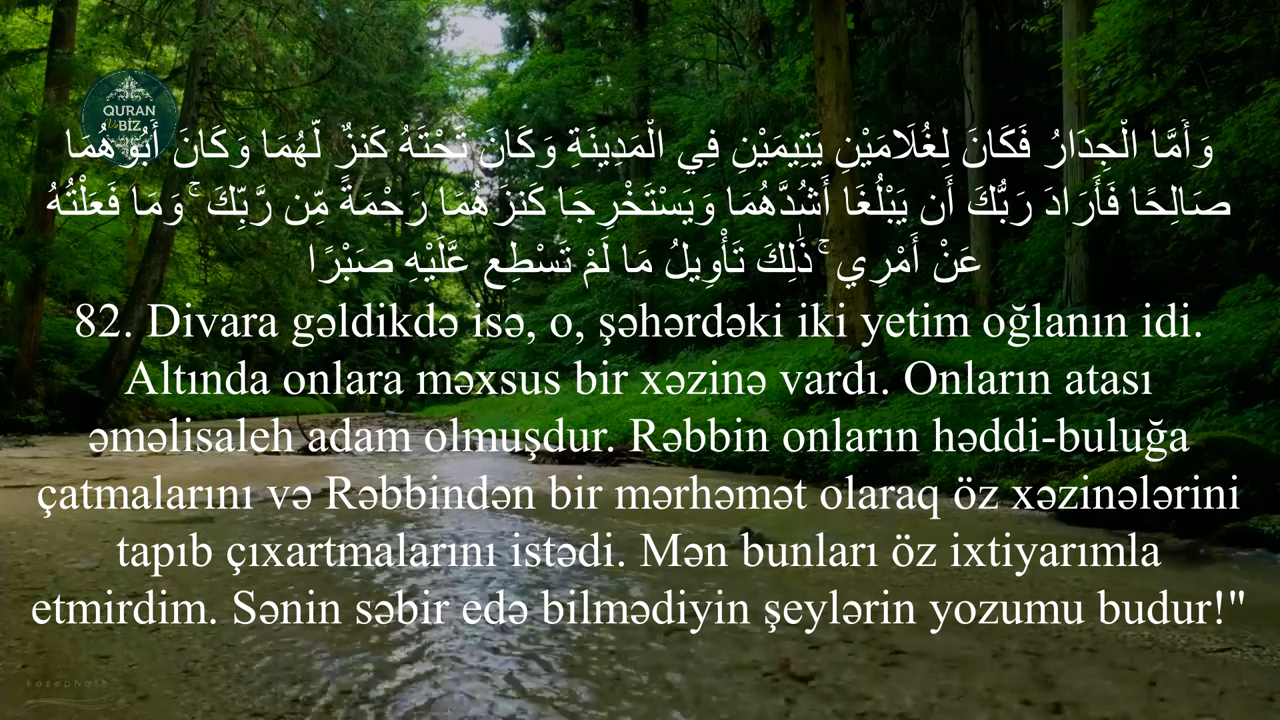 QURAN
Və
BİZ
وَأَمَّا الْجِدَارُ فَكَانَ لِغُلَامَيْنِ يَتِيمَيْنِ فِي الْمَدِينَةِ وَكَانَ تَحْتَهُ كَنزٌ لَّهُمَا وَكَانَ أَبُوهُمَا
صَالِحًا فَأَرَادَ رَبُّكَ أَن يَبْلُغَا أَشُدَّهُمَا وَيَسْتَخْرِجَا كَنزَهُمَا رَحْمَةً مِّن رَّبِّكَ ۚ وَمَا فَعَلْتُهُ
عَنْ أَمْرِي ۚ ذَٰلِكَ تَأْوِيلُ مَا لَمْ تَسْطِع عَّلَيْهِ صَبْرًا
82. Divara gəldikdə isə, o, şəhərdəki iki yetim oğlanın idi.
Altında onlara məxsus bir xəzinə vardı. Onların atası
əməlisaleh adam olmuşdur. Rəbbin onların həddi-buluğa
çatmalarını və Rəbbindən bir mərhəmət olaraq öz xəzinələrini
tapıb çıxartmalarını istədi. Mən bunları öz ixtiyarımla
etmirdim. Sənin səbir edə bilmədiyin şeylərin yozumu budur!"